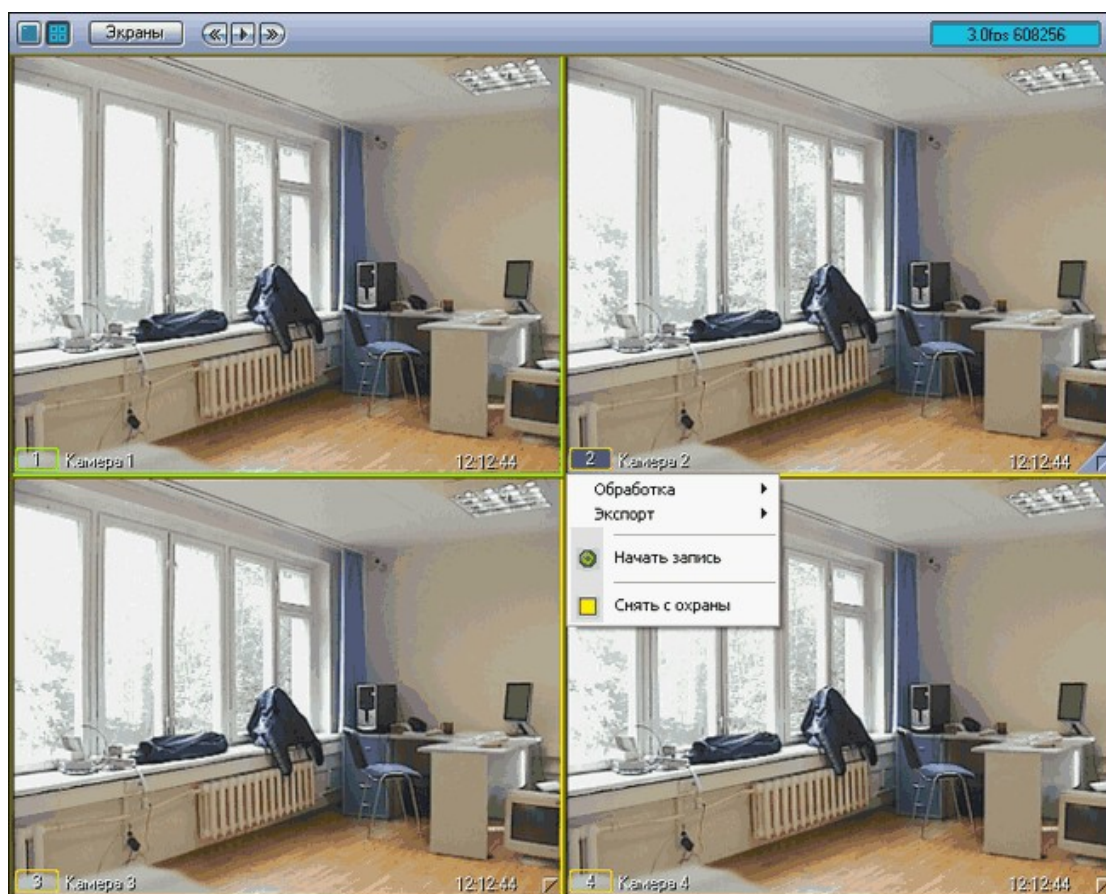 Экраны
3.0fps 608256
1 Камера 1 12:12:44
2 Камера 2 12:12:44
Обработка
Экспорт
Начать запись
Снять с охраны
3 Камера 3 12:12:44
4 Камера 4 12:12:44